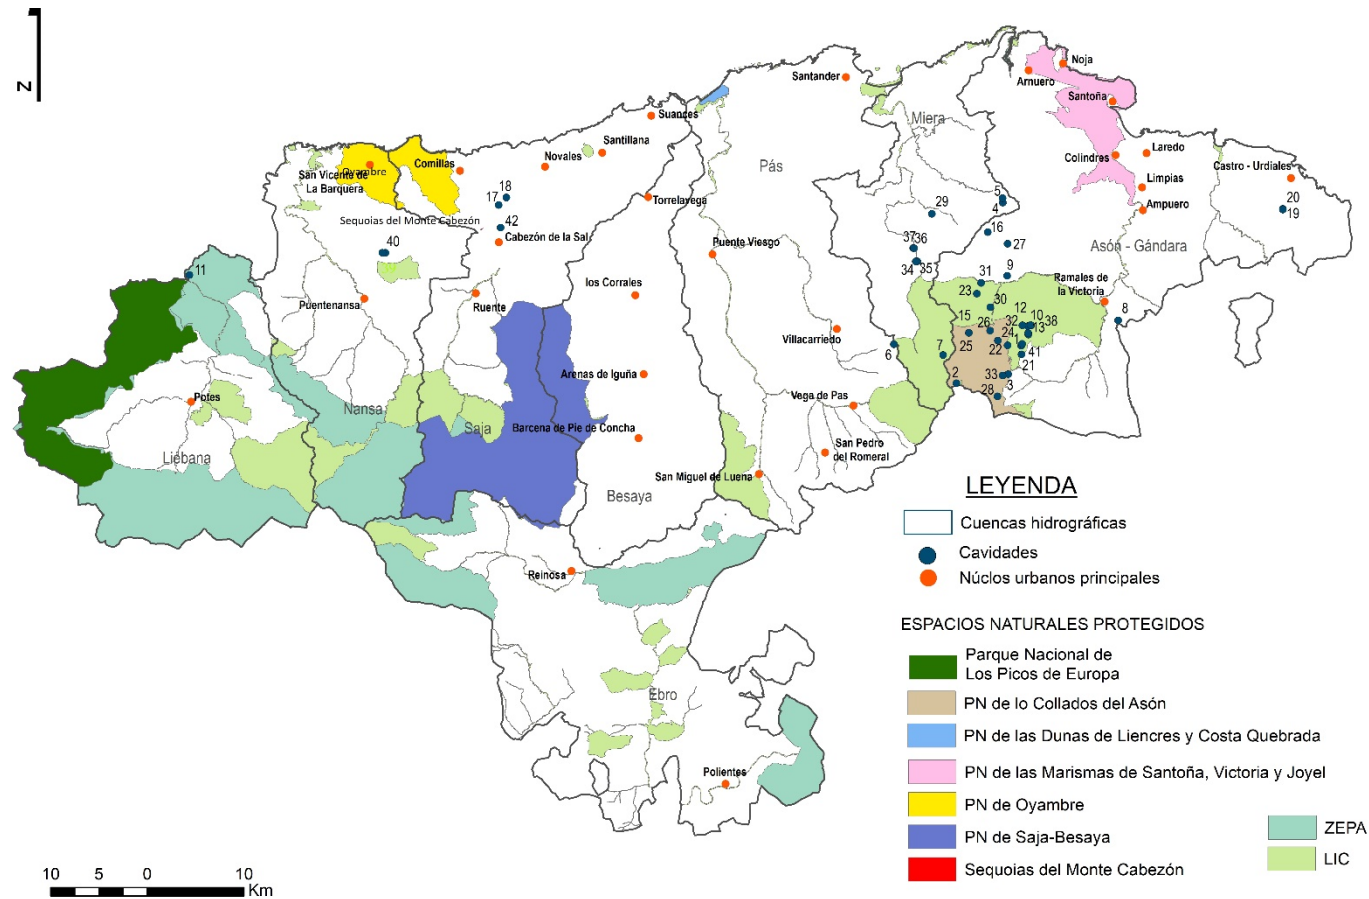 N
Noja
Santander
Arnuero
Santoña
Suances
Miera
Santillana
Comillas
Novales
Pás
Colindres
Laredo
Castro - Urdiales
San Vicente de
La Barquera
Oyambre
Limpias
18
17
Torrelavega
5
4
29
20
19
Ampuero
Sequoias del Monte Cabezón
42
16
Cabezón de la Sal
40
Puente Viesgo
37
36
27
Asón - Gándara
11
34
35
9
31
Ramales de
la Victoria
los Corrales
Puentenansa
Ruente
23
30
8
15
32
12
10
38
26
13
Villacarriedo
25
24
1
6
7
22
41
21
Arenas de Iguña
2
33
3
28
Potes
Nansa
Vega de Pas
Saja
Barcena de Pie de Concha
Liébana
San Pedro
del Romeral
San Miguel de Luena
Besaya
LEYENDA
Cuencas hidrográficas
Cavidades
Núclos urbanos principales
Reinosa
ESPACIOS NATURALES PROTEGIDOS
Parque Nacional de
Los Picos de Europa
PN de lo Collados del Asón
PN de las Dunas de Liencres y Costa Quebrada
PN de las Marismas de Santoña, Victoria y Joyel
PN de Oyambre
PN de Saja-Besaya
Sequoias del Monte Cabezón
ZEPA
LIC
Ebro
Polientes
10 5 0 10
Km